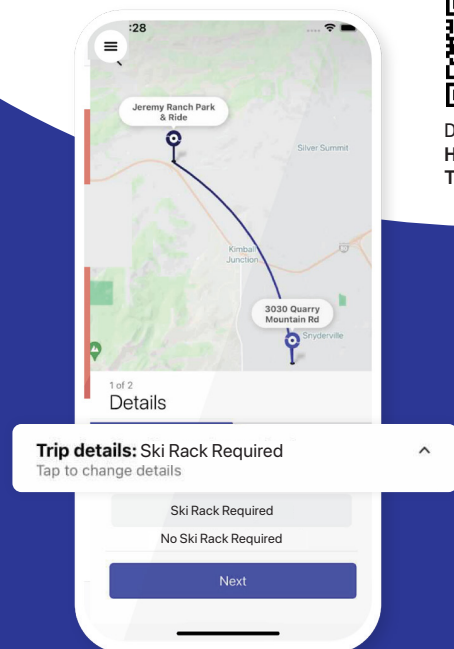 :28
Jeremy Ranch Park
& Ride
Silver Summit
Kimball
Junction
3030 Quarry
Mountain Rd
Snyderville
1 of 2
Details
Trip details: Ski Rack Required
Tap to change details
Ski Rack Required
No Ski Rack Required
Next
D
H
T